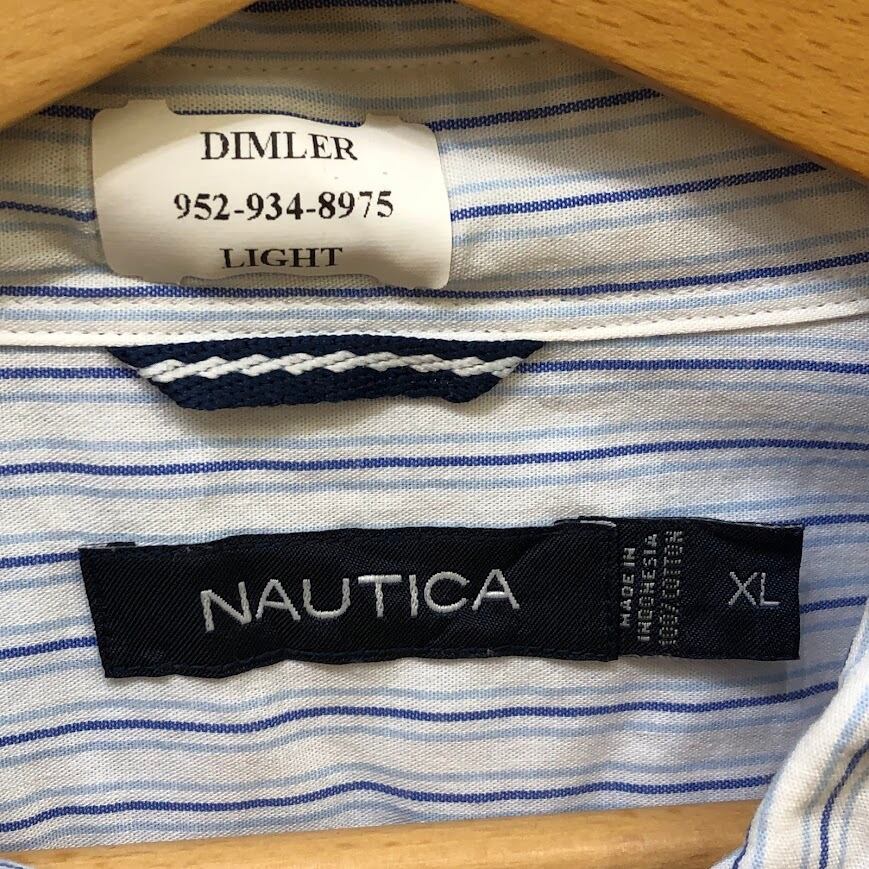 DIMLER
952-934-8975
LIGHT
NAUTICA
MADE IN
INDONESIA
100% COTTON
XL